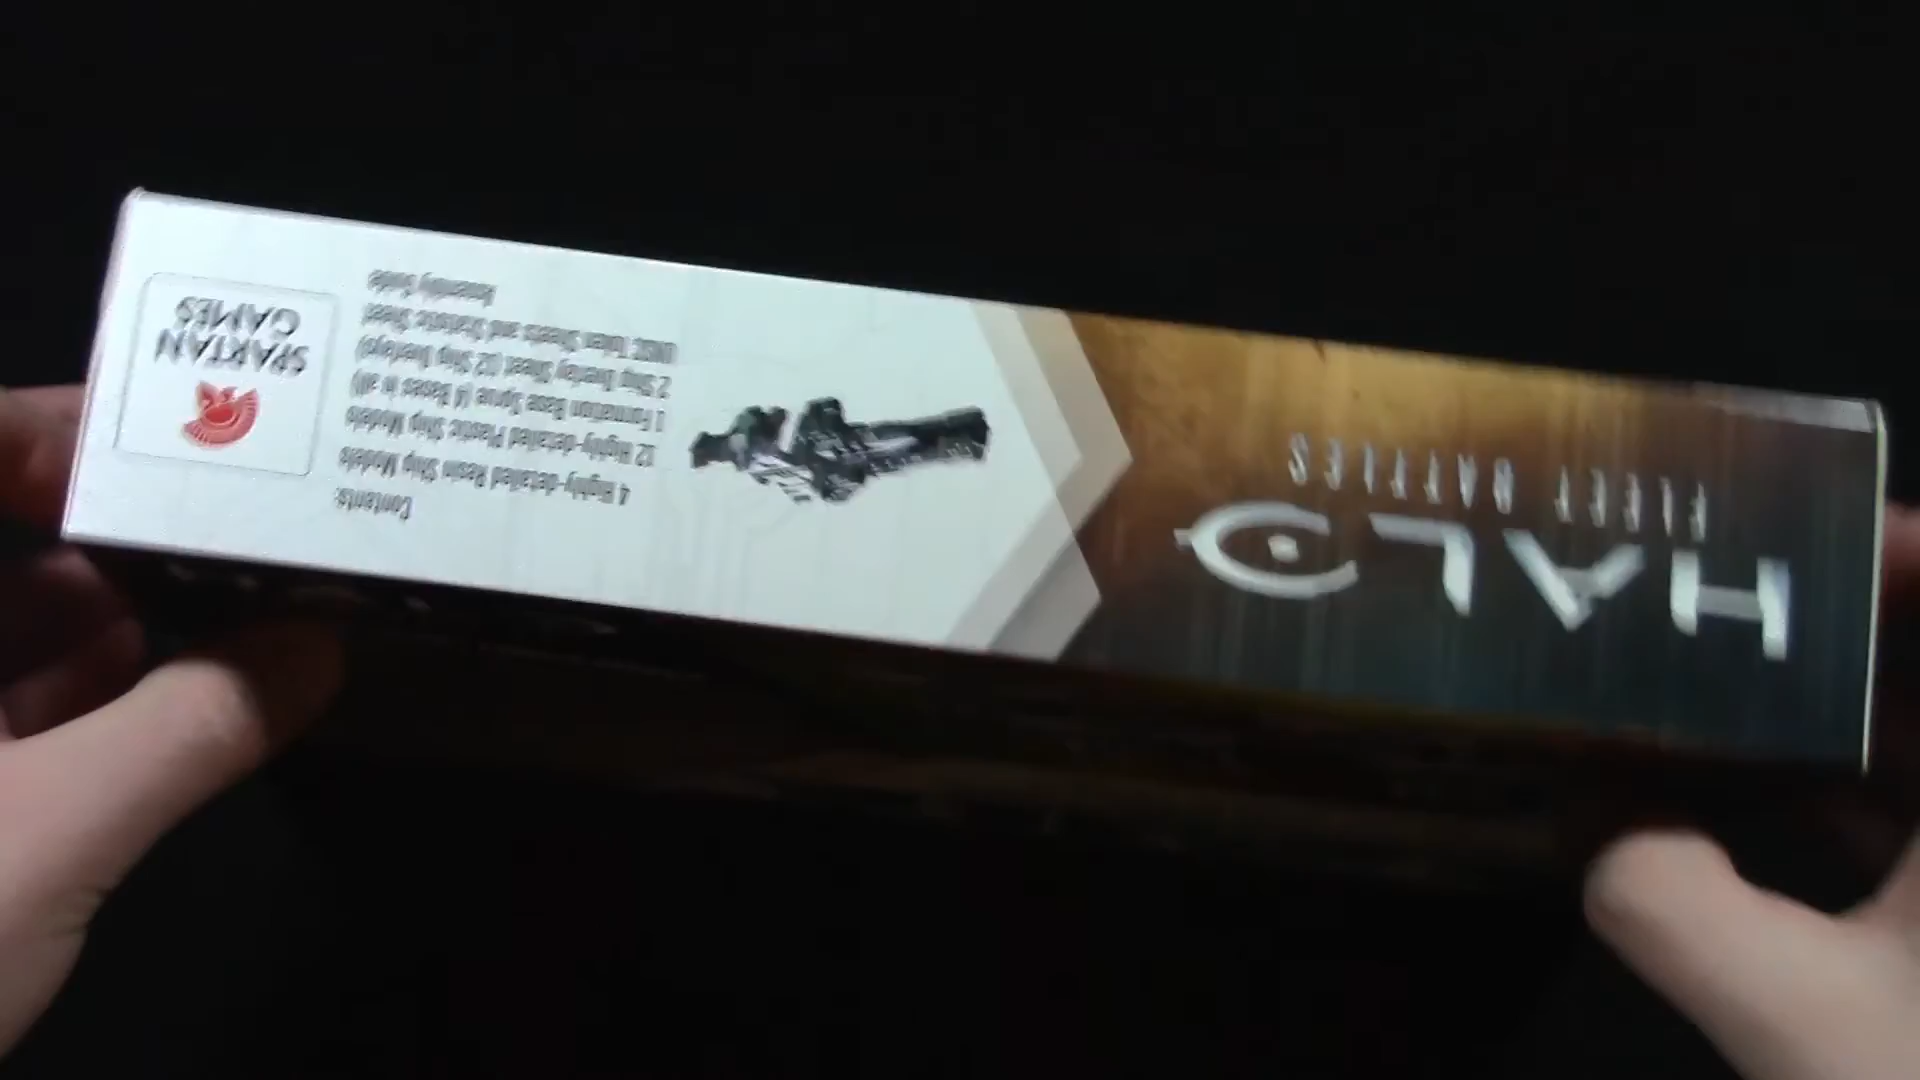 HALO
FLEET BATTLES
Contents:
4 Highly-detailed Resin Ship Models
12 Highly-detailed Plastic Ship Models
1 Formation Base Sprue (4 Bases in all)
2 Ship Overlay Sheet (12 Ship Overlays)
UNSC Token Sheets and Statistic Sheet
Assembly Guide
SPARTAN
GAMES